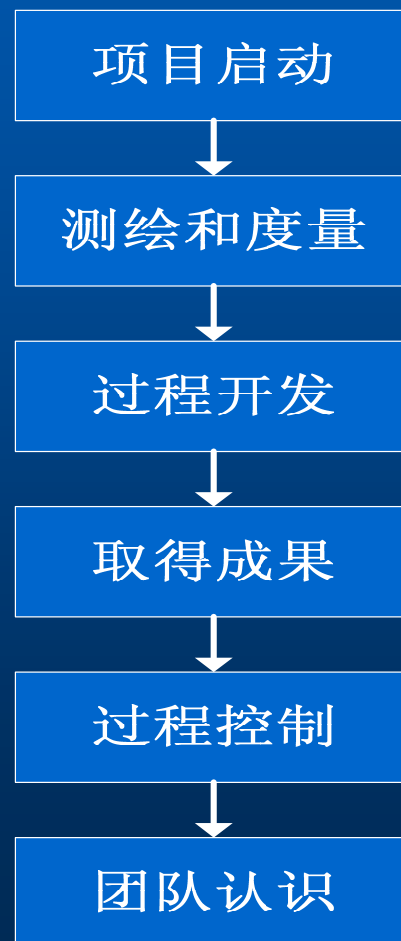 项目启动
测绘和度量
过程开发
取得成果
过程控制
团队认识